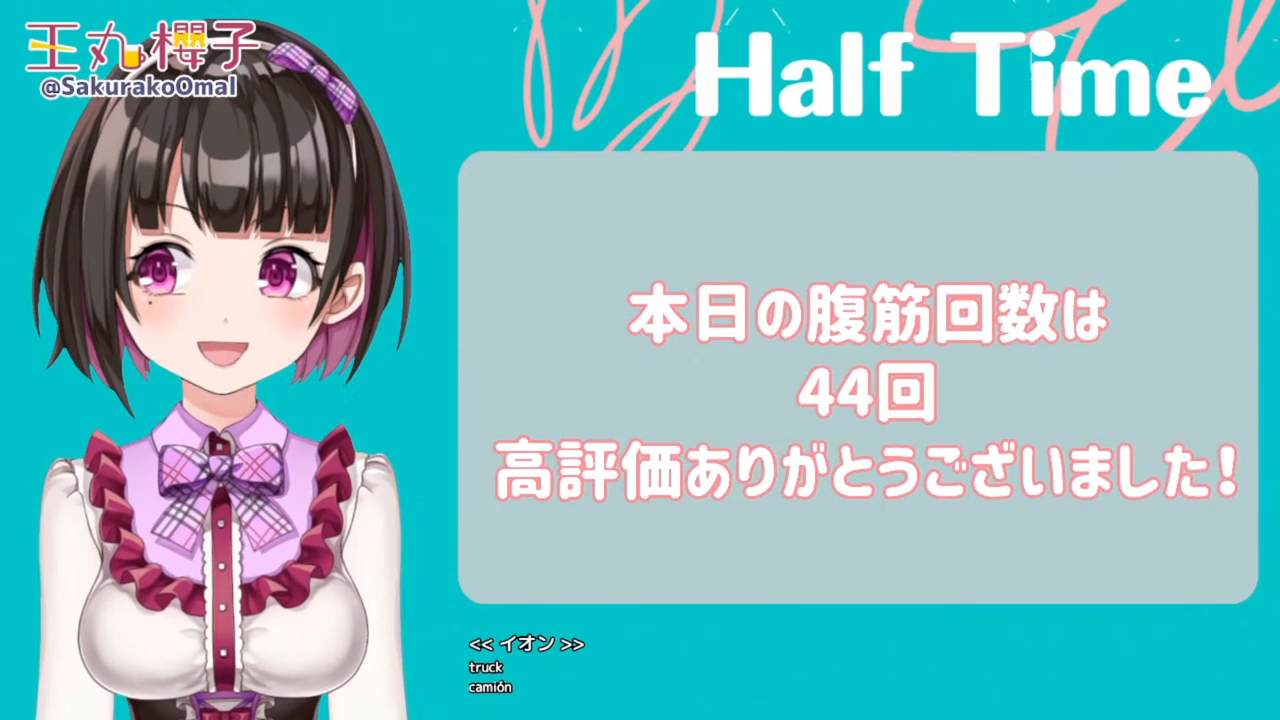 王丸櫻子
@SakurakoOmal
Half Time
本日の腹筋回数は
44回
高評価ありがとうございました!
<< イオン >>
truck
camión